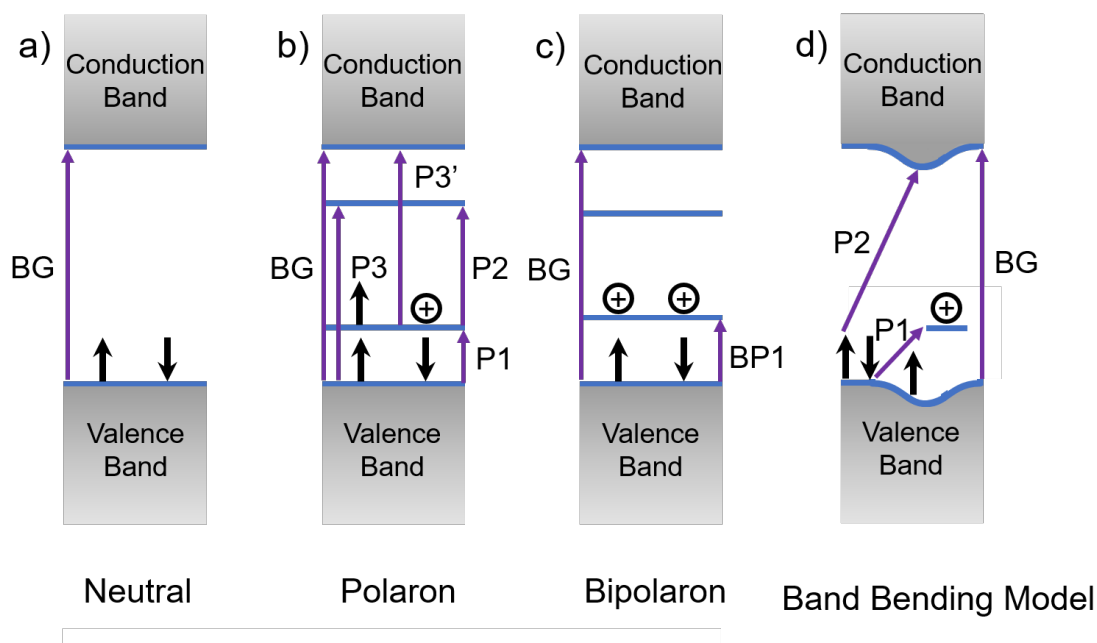 a)
Conduction
Band
BG
Valence
Band
Neutral
b)
Conduction
Band
P3’
BG
P3
P2
+
P1
Valence
Band
Polaron
c)
Conduction
Band
BG
+ +
BP1
Valence
Band
Bipolaron
d)
Conduction
Band
P2
BG
+
P1
Valence
Band
Band Bending Model